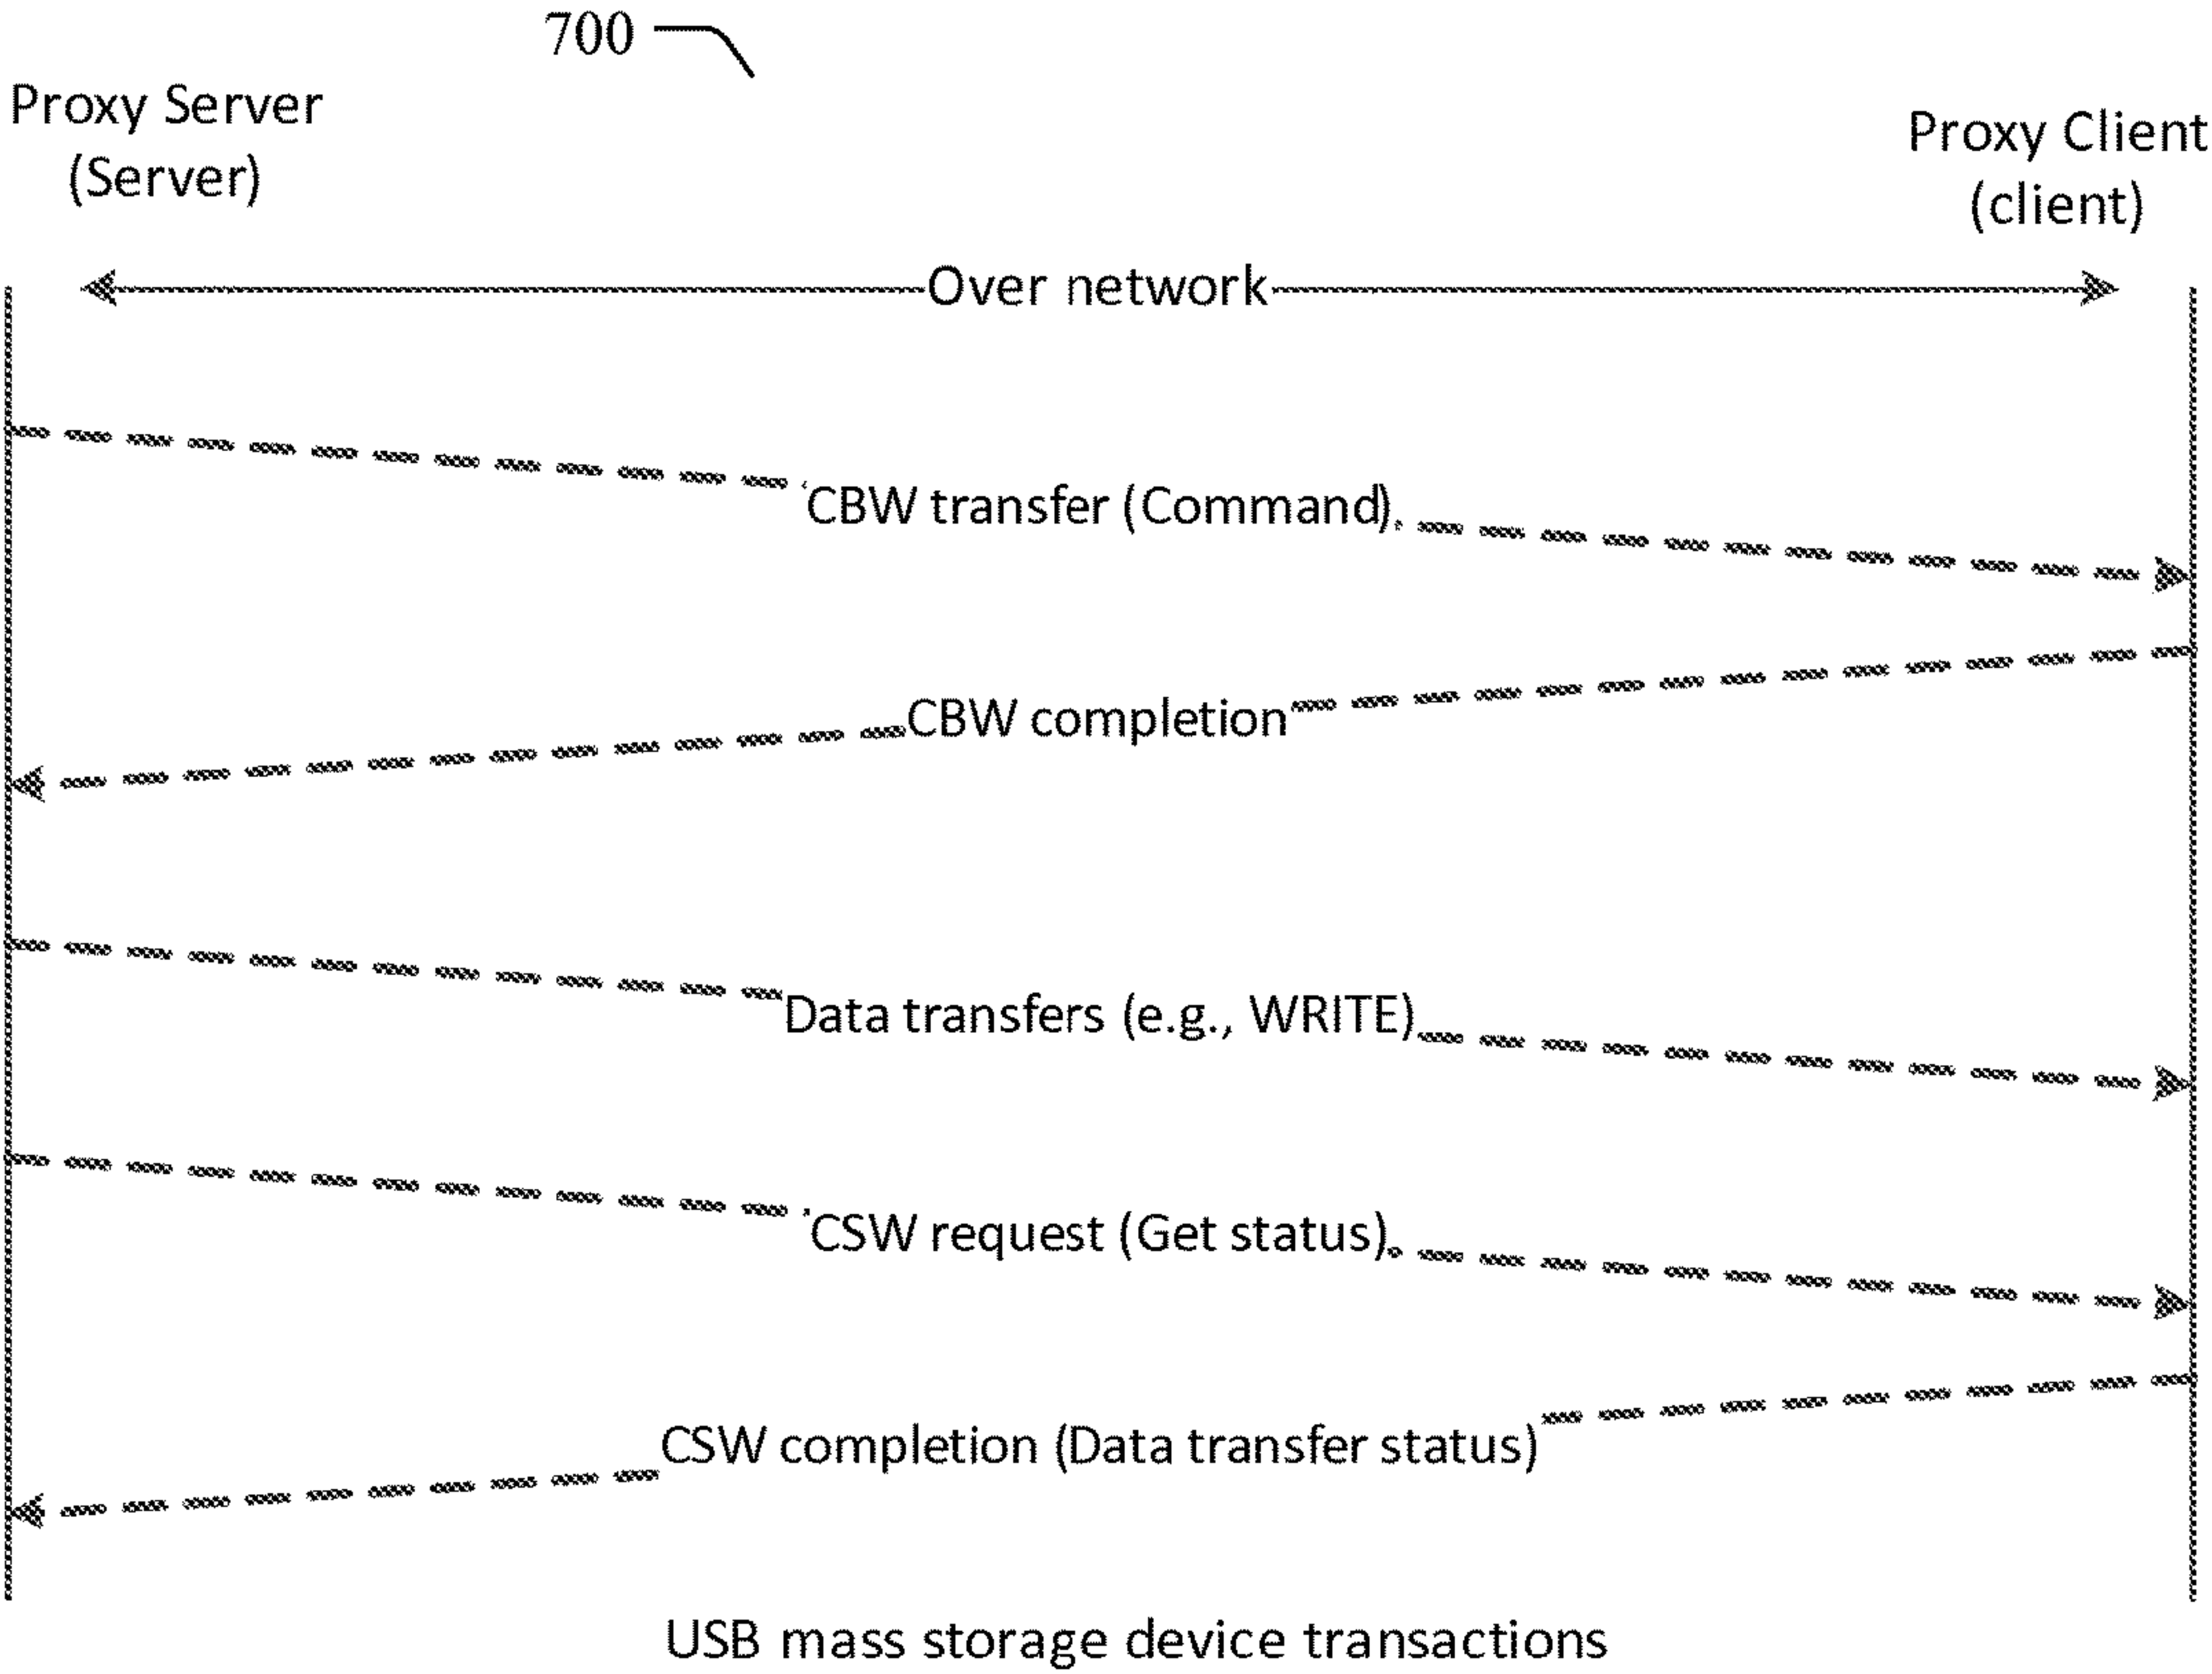 700
Proxy Server
(Server)
Proxy Client
(client)
Over network
CBW transfer (Command)
CBW completion
Data transfers (e.g., WRITE)
CSW request (Get status)
CSW completion (Data transfer status)
USB mass storage device transactions